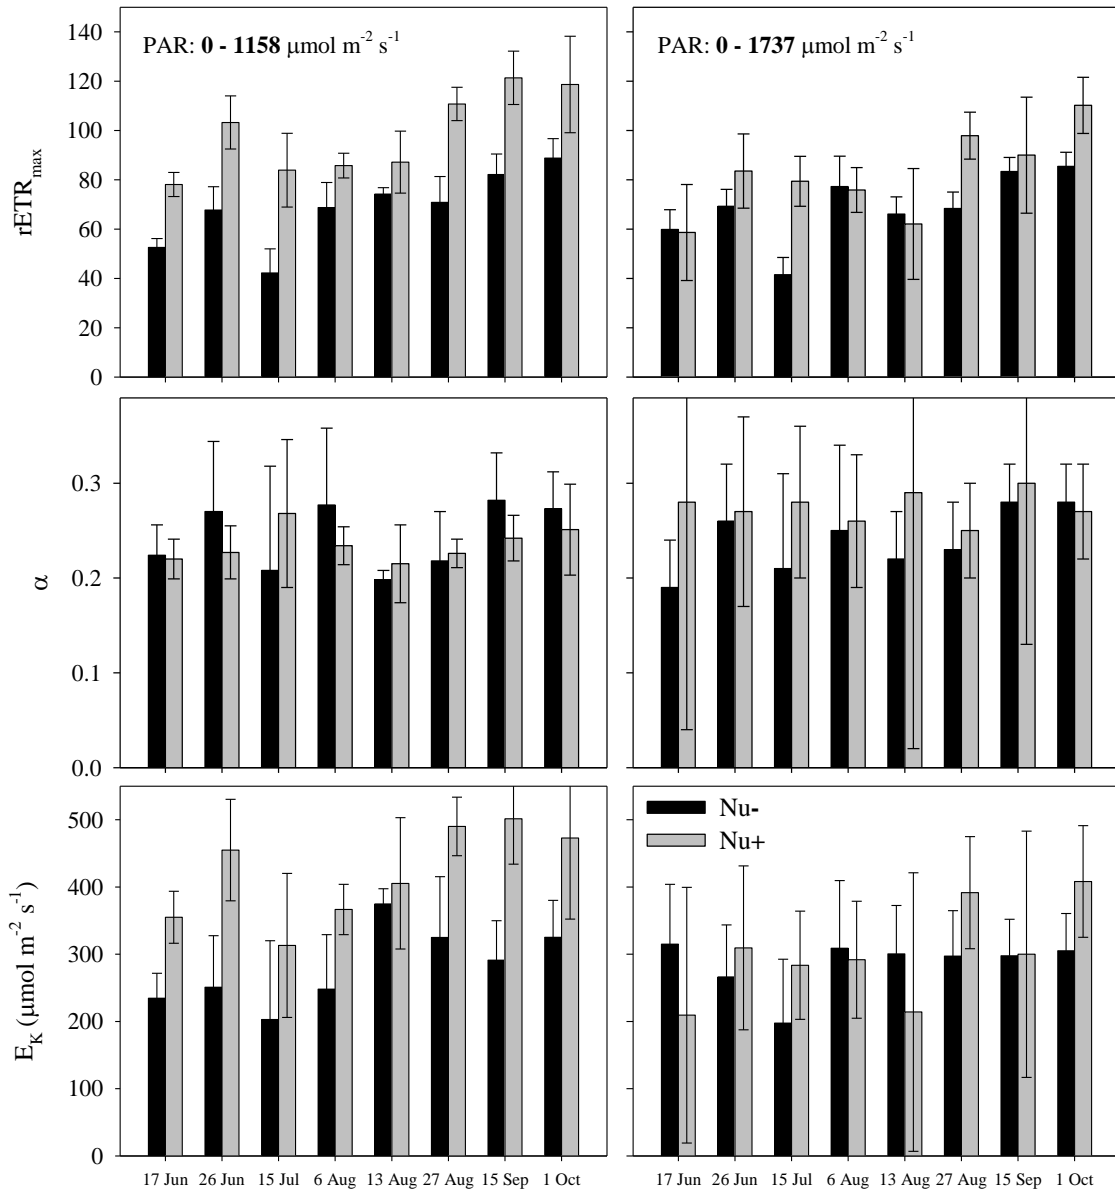 PAR: 0 - 1158 μmol m-2 s-1
PAR: 0 - 1737 μmol m-2 s-1
rETRmax
140
120
100
80
60
40
20
0
α
0.3
0.2
0.1
0.0
EK (μmol m-2 s-1)
500
400
300
200
100
0
Nu-
Nu+
17 Jun 26 Jun 15 Jul 6 Aug 13 Aug 27 Aug 15 Sep 1 Oct
17 Jun 26 Jun 15 Jul 6 Aug 13 Aug 27 Aug 15 Sep 1 Oct